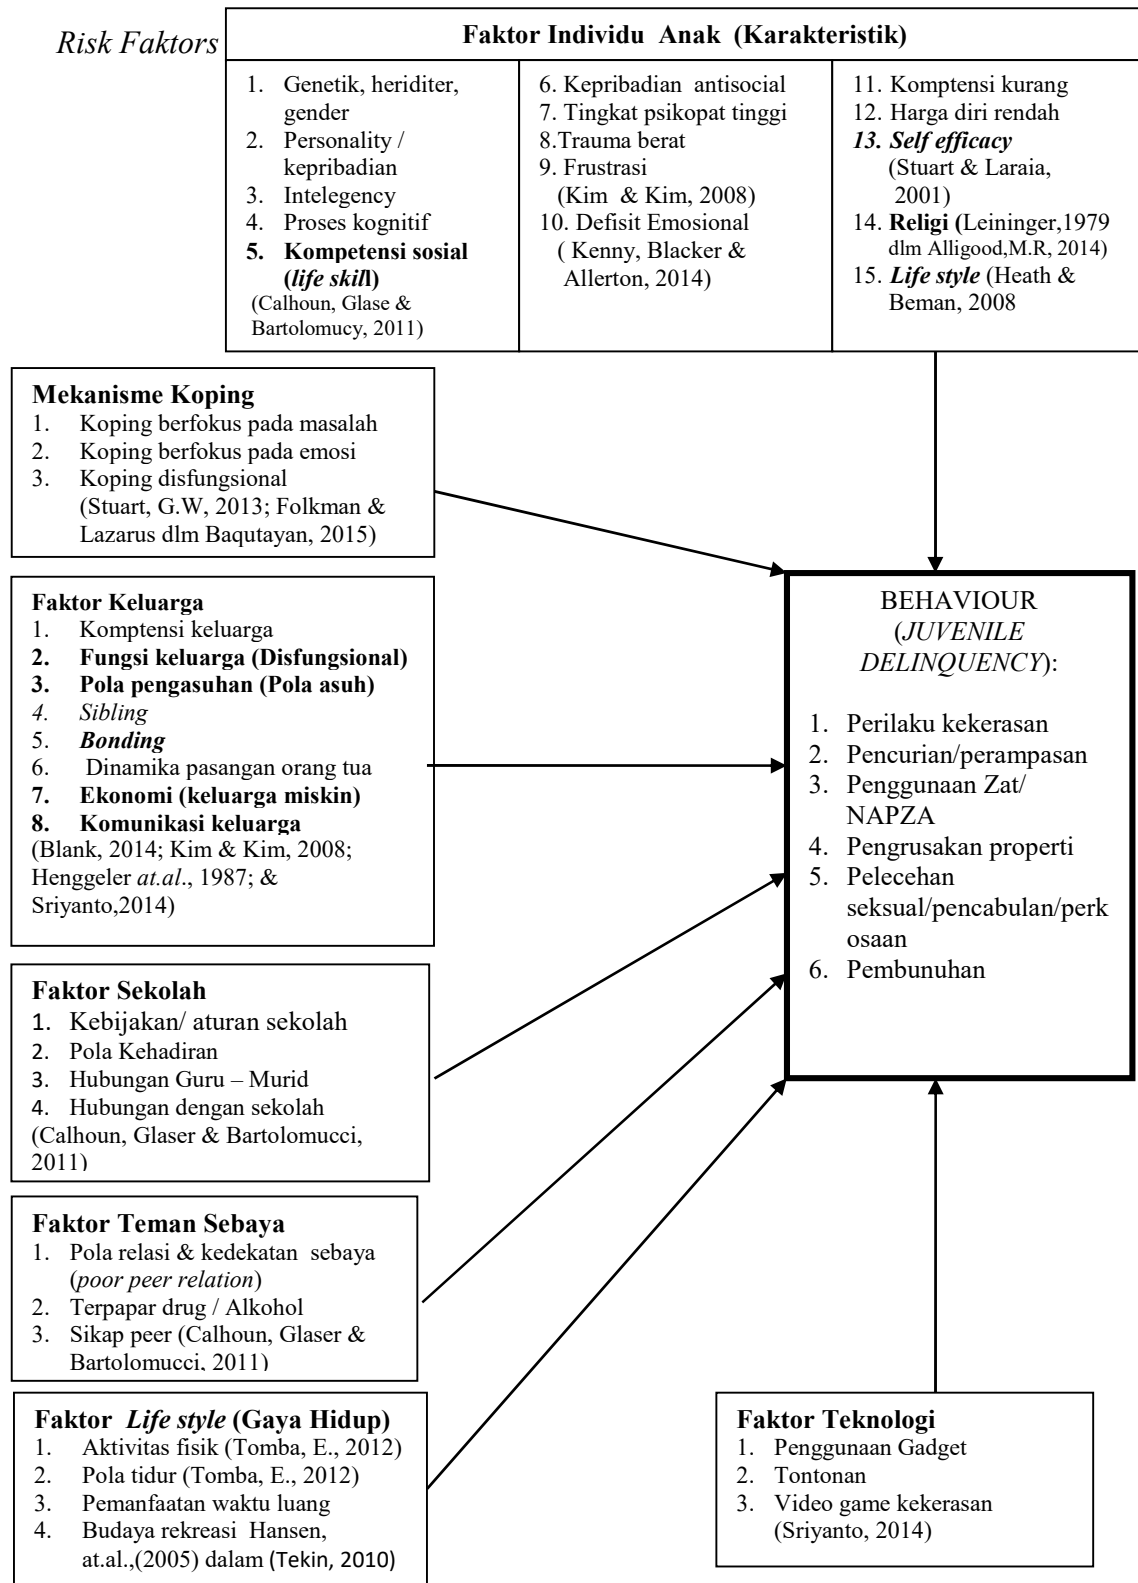 Risk Faktors
Faktor Individu Anak (Karakteristik)
1. Genetik, heriditer,
gender
2. Personality /
kepribadian
3. Intelegency
4. Proses kognitif
5. Kompetensi sosial
(life skill)
(Calhoun, Glase &
Bartolomucy, 2011)
6. Kepribadian antisocial
7. Tingkat psikopat tinggi
8.Trauma berat
9. Frustrasi
(Kim & Kim, 2008)
10. Defisit Emosional
( Kenny, Blacker &
Allerton, 2014)
11. Komptensi kurang
12. Harga diri rendah
13. Self efficacy
(Stuart & Laraia,
2001)
14. Religi (Leininger,1979
dlm Alligood,M.R, 2014)
15. Life style (Heath &
Beman, 2008
Mekanisme Koping
1. Koping berfokus pada masalah
2. Koping berfokus pada emosi
3. Koping disfungsional
(Stuart, G.W, 2013; Folkman &
Lazarus dlm Baqutayan, 2015)
Faktor Keluarga
1. Komptensi keluarga
2. Fungsi keluarga (Disfungsional)
3. Pola pengasuhan (Pola asuh)
4. Sibling
5. Bonding
6. Dinamika pasangan orang tua
7. Ekonomi (keluarga miskin)
8. Komunikasi keluarga
(Blank, 2014; Kim & Kim, 2008;
Henggeler at.al., 1987; &
Sriyanto,2014)
BEHAVIOUR
(JUVENILE
DELINQUENCY):
1. Perilaku kekerasan
2. Pencurian/perampasan
3. Penggunaan Zat/
NAPZA
4. Pengrusakan properti
5. Pelecehan
seksual/pencabulan/perk
osaan
6. Pembunuhan
Faktor Sekolah
1. Kebijakan/ aturan sekolah
2. Pola Kehadiran
3. Hubungan Guru – Murid
4. Hubungan dengan sekolah
(Calhoun, Glaser & Bartolomucci,
2011)
Faktor Teman Sebaya
1. Pola relasi & kedekatan sebaya
(poor peer relation)
2. Terpapar drug / Alkohol
3. Sikap peer (Calhoun, Glaser &
Bartolomucci, 2011)
Faktor Life style (Gaya Hidup)
1. Aktivitas fisik (Tomba, E., 2012)
2. Pola tidur (Tomba, E., 2012)
3. Pemanfaatan waktu luang
4. Budaya rekreasi Hansen,
at.al.,(2005) dalam (Tekin, 2010)
Faktor Teknologi
1. Penggunaan Gadget
2. Tontonan
3. Video game kekerasan
(Sriyanto, 2014)